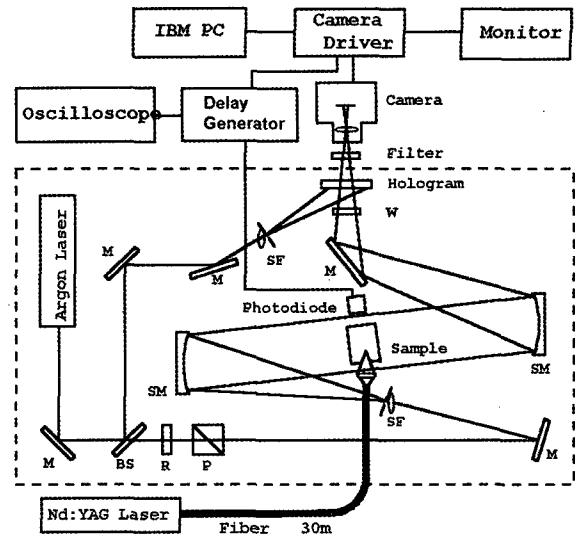 IBM PC
Camera
Driver
Monitor
Oscilloscope
Delay
Generator
Camera
Filter
Hologram
W
SF
M
M
M
Argon Laser
Photodiode
Sample
SM
SM
SF
M
BS
R
P
M
Nd:YAG Laser
Fiber 30m